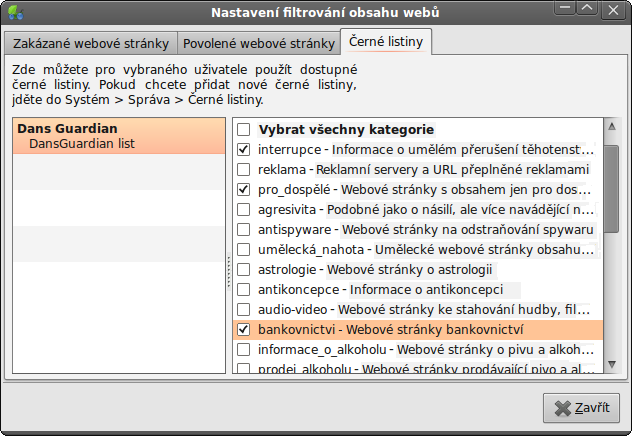 Nastavení filtrování obsahu webů
Zakázané webové stránky
Povolené webové stránky
Černé listiny
Zde můžete pro vybraného uživatele použít dostupné
černé listiny. Pokud chcete přidat nové černé listiny,
jděte do Systém > Správa > Černé listiny.
Dans Guardian
DansGuardian list
Vybrat všechny kategorie
interrupce - Informace o umělém přerušení těhotenst...
reklama - Reklamní servery a URL přeplněné reklamami
pro_dospělé - Webové stránky s obsahem jen pro dos...
agresivita - Podobné jako o násilí, ale více navádějící n...
antispyware - Webové stránky na odstraňování spywaru
umělecká_nahota - Umělecké webové stránky obsahu...
astrologie - Webové stránky o astrologii
antikoncepce - Informace o antikoncepci
audio-video - Webové stránky ke stahování hudby, fil...
bankovnictvi - Webové stránky bankovnictví
informace_o_alkoholu - Webové stránky o pivu a alkoh...
prodej_alkoholu - Webové stránky prodávající pivo a al...
Zavřít